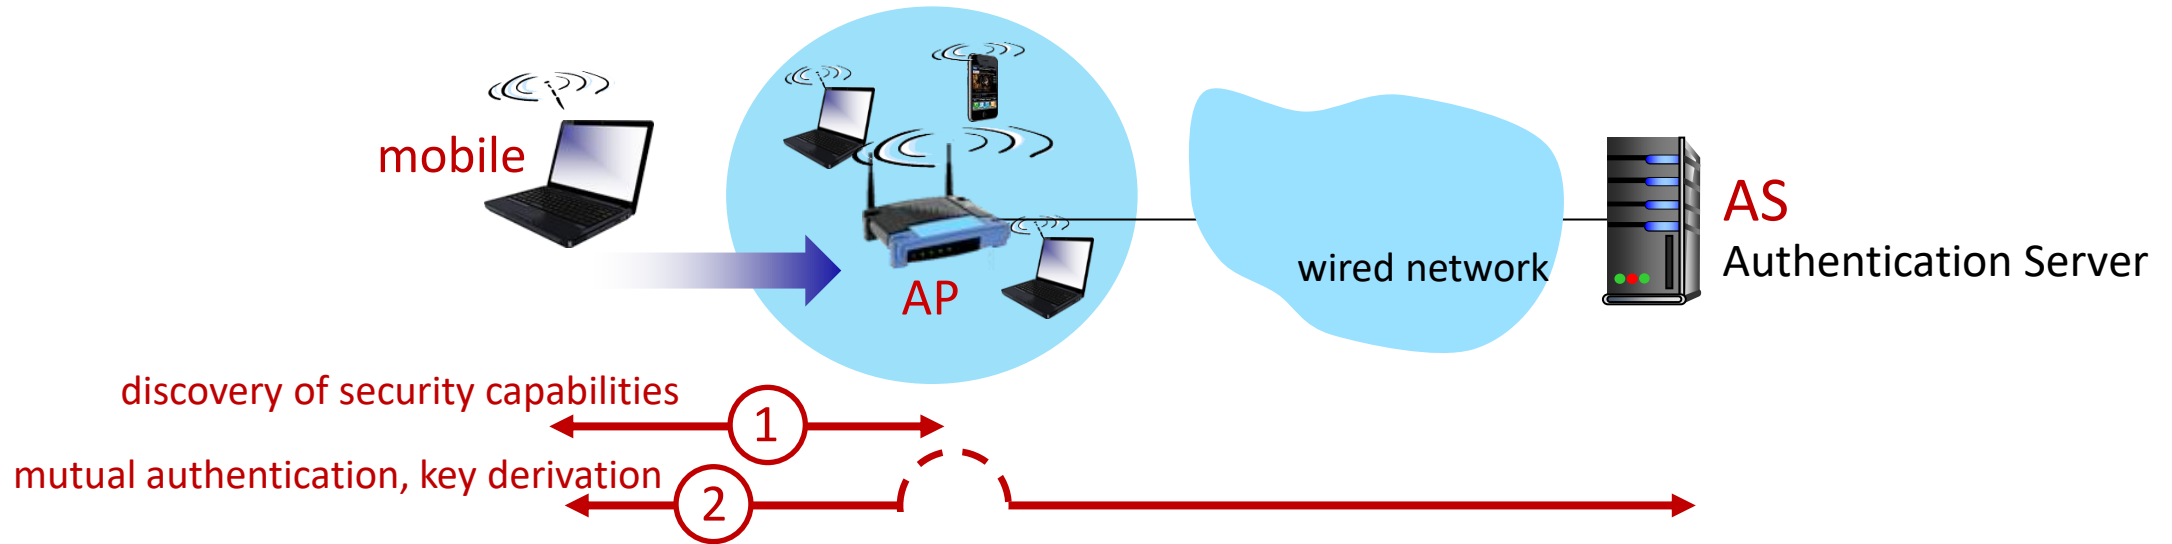 mobile
AP
wired network
AS
Authentication Server
discovery of security capabilities
1
mutual authentication, key derivation
2